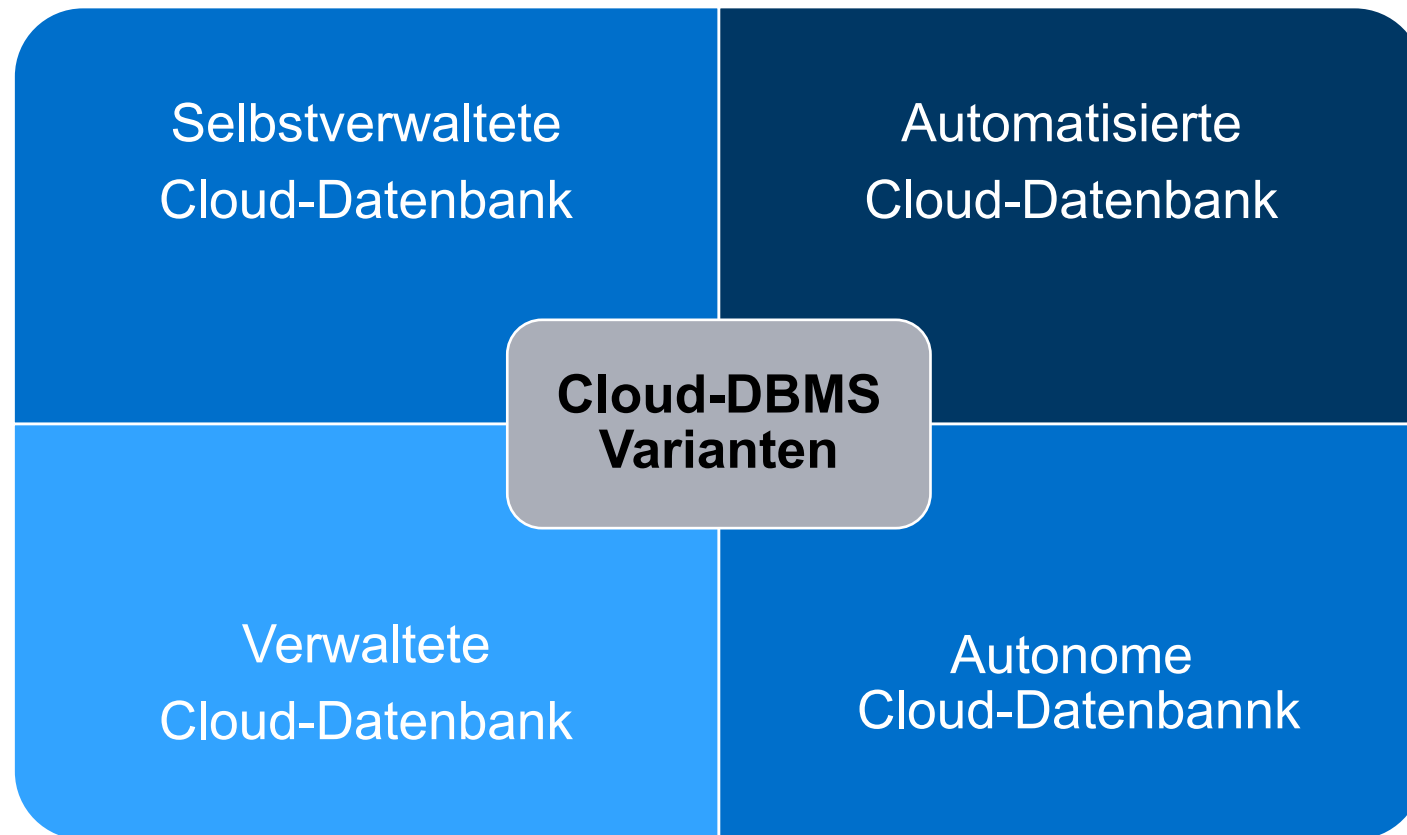 Selbstverwaltete
Cloud-Datenbank
Automatisierte
Cloud-Datenbank
Cloud-DBMS
Varianten
Verwaltete
Cloud-Datenbank
Autonome
Cloud-Datenbannk